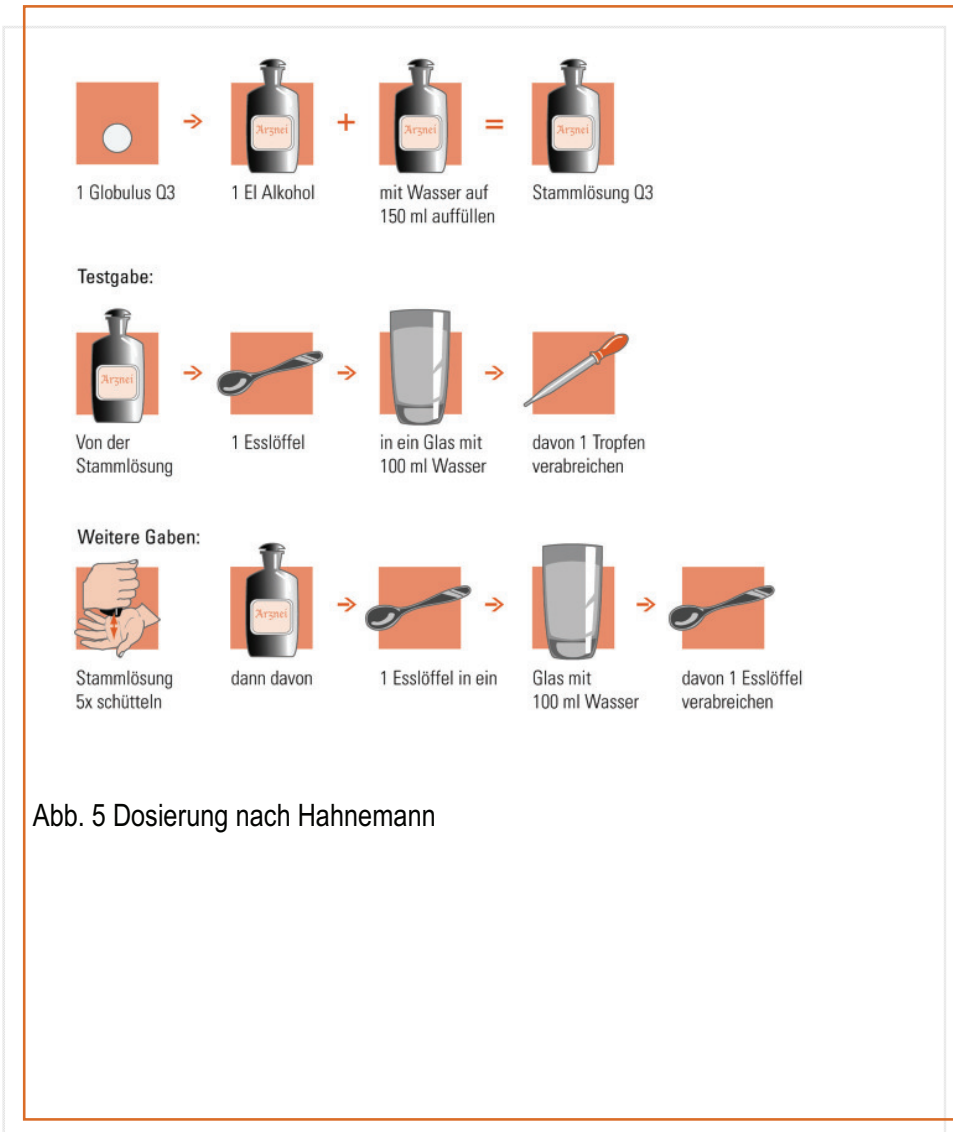 Arznei
Arznei
Arznei
1 Globulus Q3
1 El Alkohol
mit Wasser auf
150 ml auffüllen
Stammlösung Q3
Testgabe:
Arznei
Von der
Stammlösung
1 Esslöffel
in ein Glas mit
100 ml Wasser
davon 1 Tropfen
verabreichen
Weitere Gaben:
Arznei
Stammlösung
5x schütteln
dann davon
1 Esslöffel in ein
Glas mit
100 ml Wasser
davon 1 Esslöffel
verabreichen
Abb. 5 Dosierung nach Hahnemann